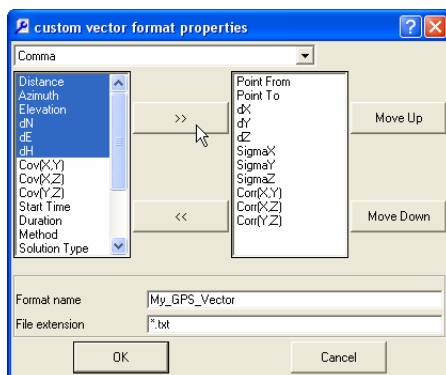 custom vector format properties
Comma
Distance
Azimuth
Elevation
dN
dE
dH
Cov(X,Y)
Cov(X,Z)
Cov(Y,Z)
Start Time
Duration
Method
Solution Type
>>
<<
Point From
Point To
dX
dY
dZ
SigmaX
SigmaY
SigmaZ
Corr(X,Y)
Corr(X,Z)
Corr(Y,Z)
Move Up
Move Down
Format name
My_GPS_Vector
File extension
*.txt
OK
Cancel